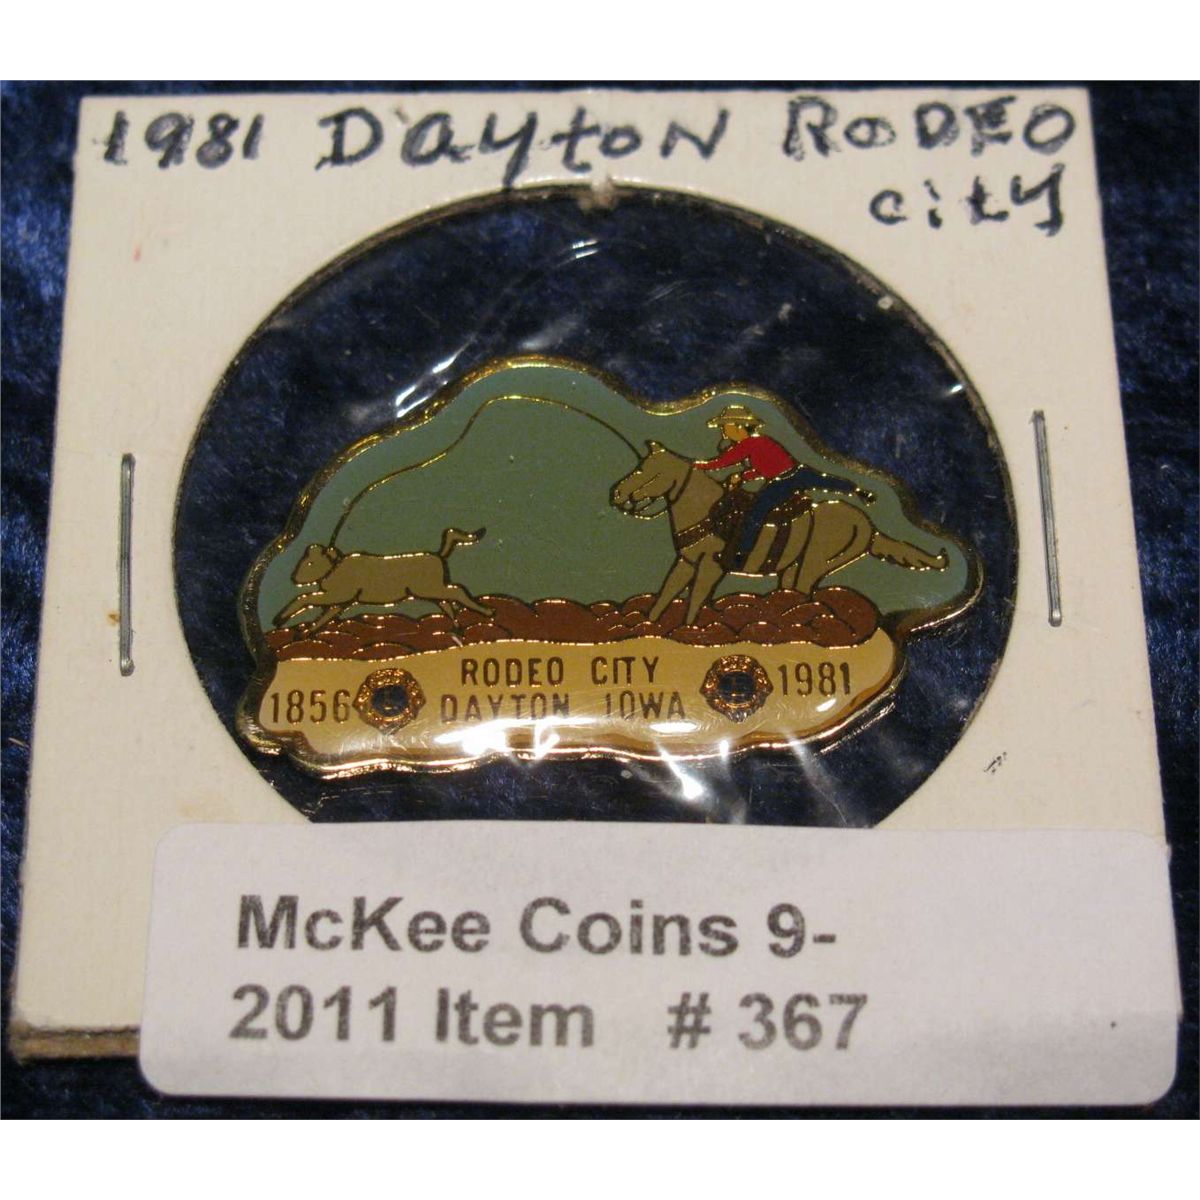 1981 Dayton Rodeo
city
RODEO CITY
1856 DAYTON IOWA 1981
McKee Coins 9-
2011 Item # 367